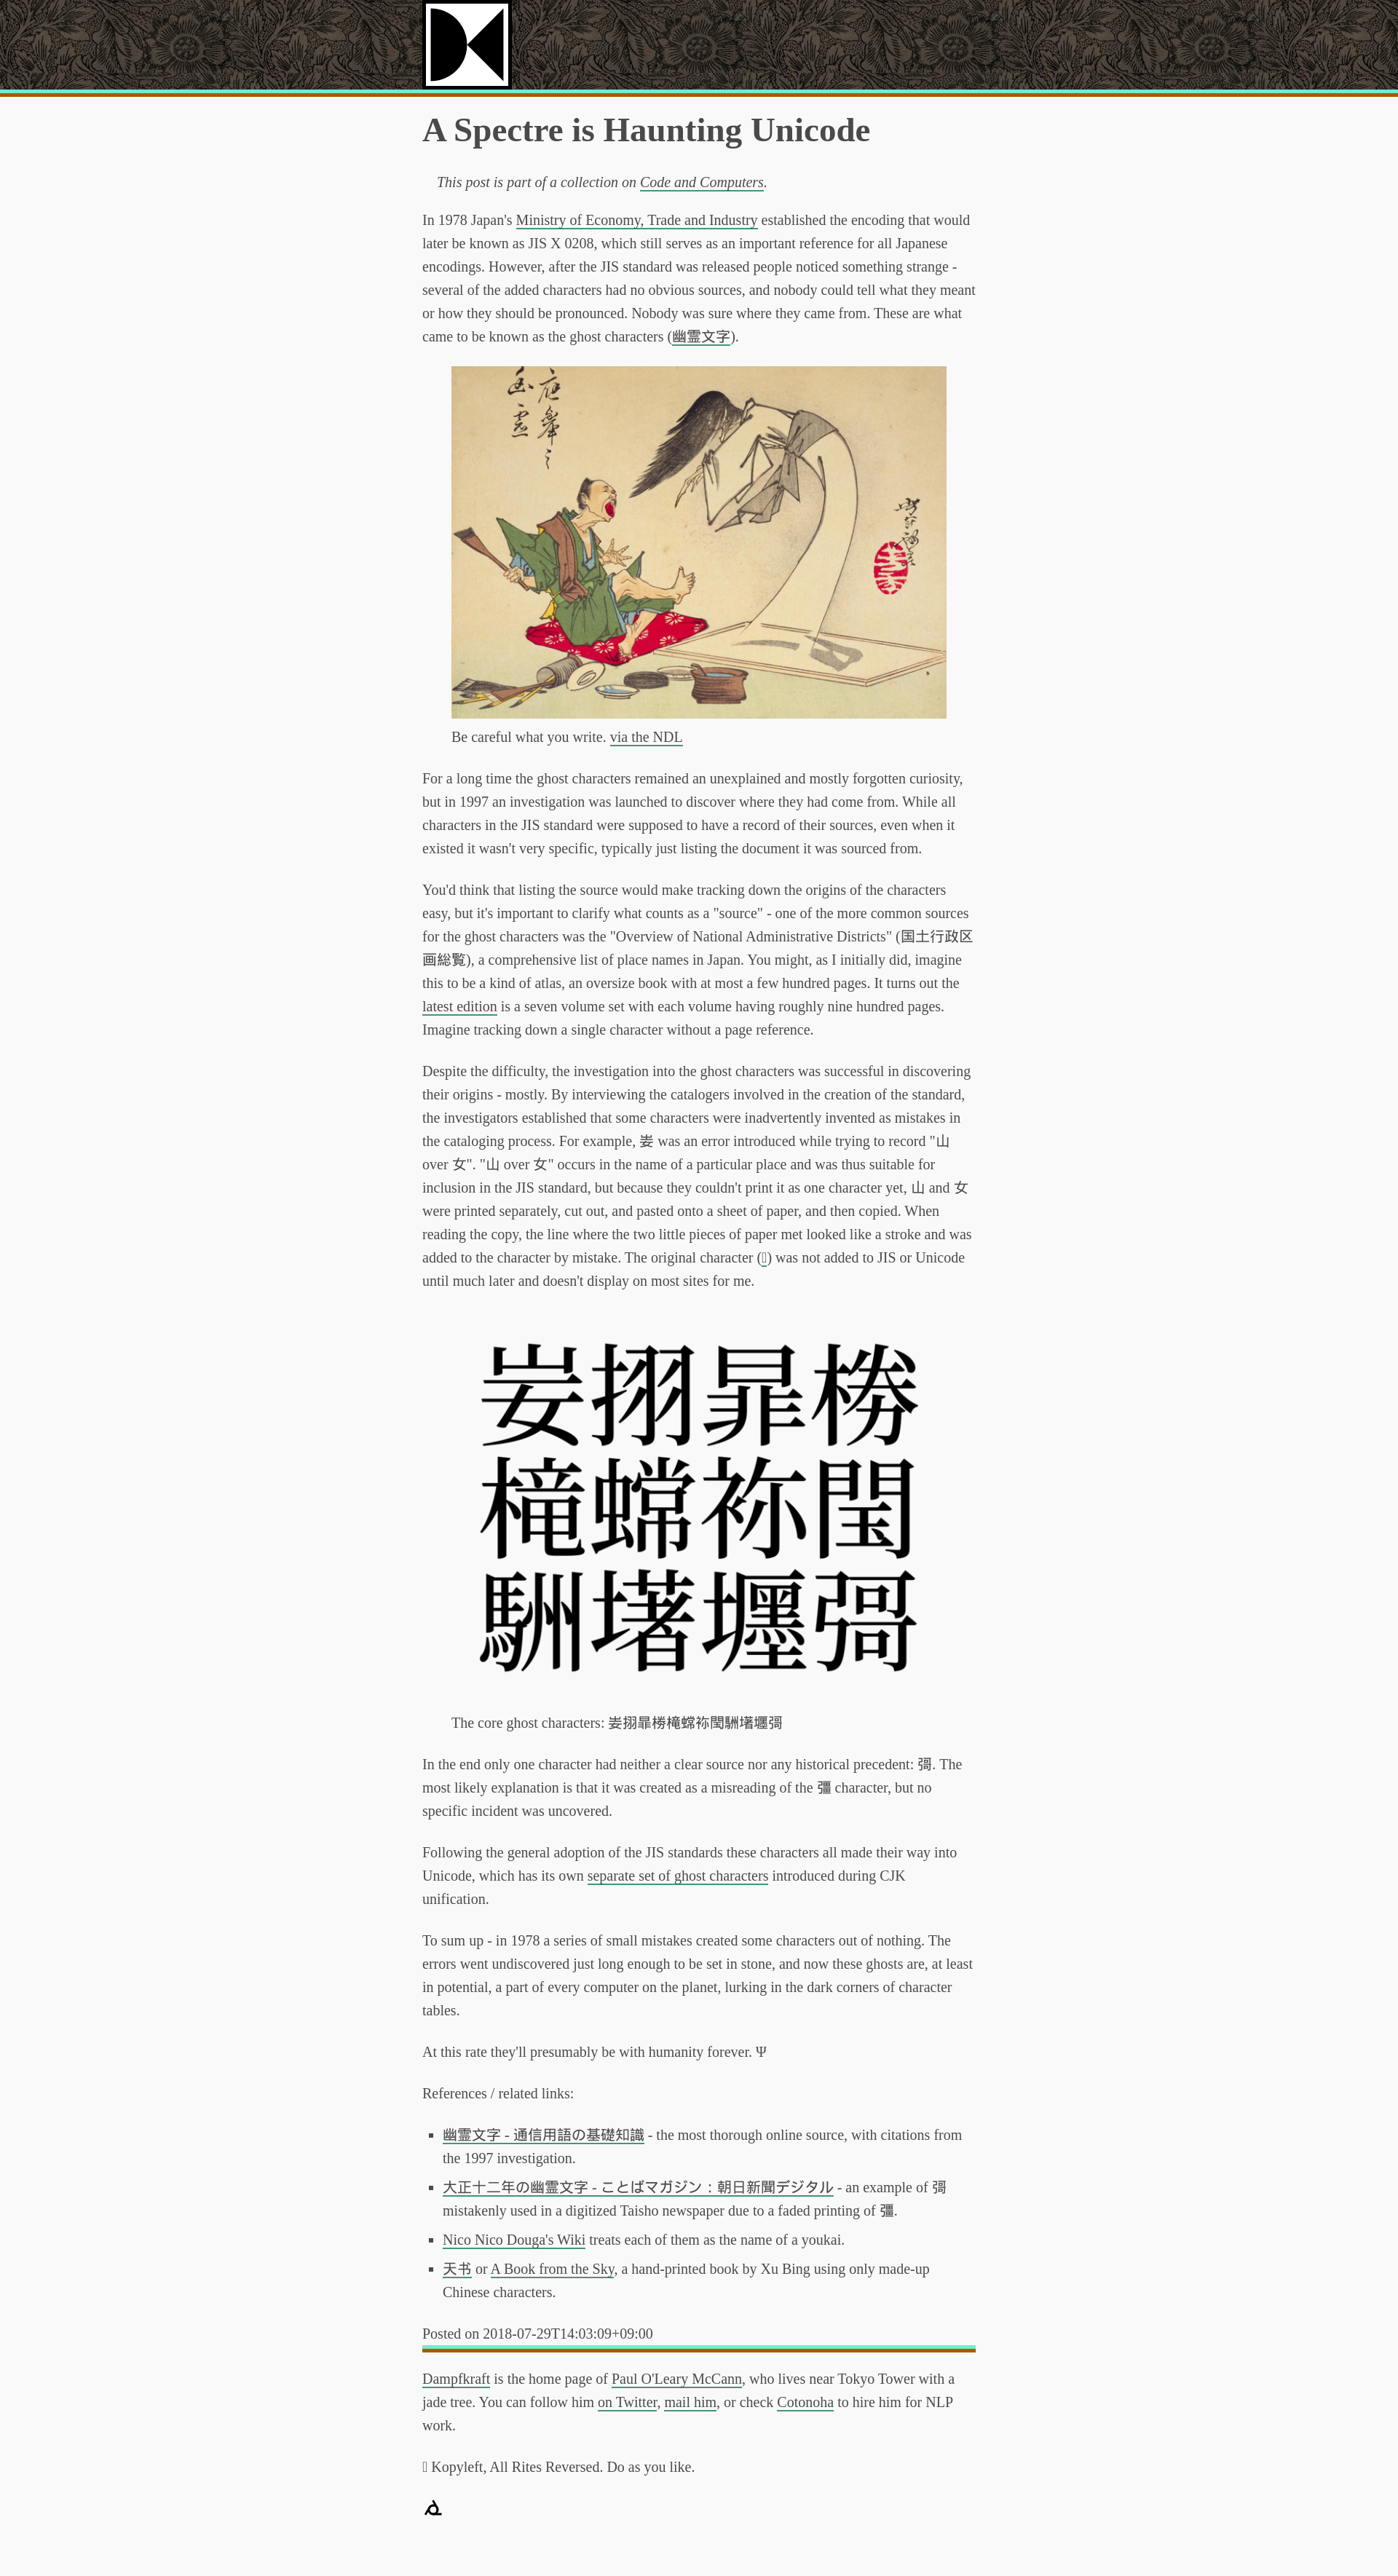 A Spectre is Haunting Unicode
This post is part of a collection on Code and Computers.
In 1978 Japan's Ministry of Economy, Trade and Industry established the encoding that would
later be known as JIS X 0208, which still serves as an important reference for all Japanese
encodings. However, after the JIS standard was released people noticed something strange -
several of the added characters had no obvious sources, and nobody could tell what they meant
or how they should be pronounced. Nobody was sure where they came from. These are what
came to be known as the ghost characters (幽霊文字).
Be careful what you write. via the NDL
For a long time the ghost characters remained an unexplained and mostly forgotten curiosity,
but in 1997 an investigation was launched to discover where they had come from. While all
characters in the JIS standard were supposed to have a record of their sources, even when it
existed it wasn't very specific, typically just listing the document it was sourced from.
You'd think that listing the source would make tracking down the origins of the characters
easy, but it's important to clarify what counts as a "source" - one of the more common sources
for the ghost characters was the "Overview of National Administrative Districts" (国土行政区
画総覧), a comprehensive list of place names in Japan. You might, as I initially did, imagine
this to be a kind of atlas, an oversize book with at most a few hundred pages. It turns out the
latest edition is a seven volume set with each volume having roughly nine hundred pages.
Imagine tracking down a single character without a page reference.
Despite the difficulty, the investigation into the ghost characters was successful in discovering
their origins - mostly. By interviewing the catalogers involved in the creation of the standard,
the investigators established that some characters were inadvertently invented as mistakes in
the cataloging process. For example, 妛 was an error introduced while trying to record "山
over 女". "山 over 女" occurs in the name of a particular place and was thus suitable for
inclusion in the JIS standard, but because they couldn't print it as one character yet, 山 and 女
were printed separately, cut out, and pasted onto a sheet of paper, and then copied. When
reading the copy, the line where the two little pieces of paper met looked like a stroke and was
added to the character by mistake. The original character () was not added to JIS or Unicode
until much later and doesn't display on most sites for me.
妛挧暃椦
槞蟐袮閠
駲墸壥彁
The core ghost characters: 妛挧暃椦槞蟐袮閠駲墸壥彁
In the end only one character had neither a clear source nor any historical precedent: 彁. The
most likely explanation is that it was created as a misreading of the 彊 character, but no
specific incident was uncovered.
Following the general adoption of the JIS standards these characters all made their way into
Unicode, which has its own separate set of ghost characters introduced during CJK
unification.
To sum up - in 1978 a series of small mistakes created some characters out of nothing. The
errors went undiscovered just long enough to be set in stone, and now these ghosts are, at least
in potential, a part of every computer on the planet, lurking in the dark corners of character
tables.
At this rate they'll presumably be with humanity forever. Ψ
References / related links:
幽霊文字 - 通信用語の基礎知識 - the most thorough online source, with citations from
the 1997 investigation.
大正十二年の幽霊文字 - ことばマガジン：朝日新聞デジタル - an example of 彁
mistakenly used in a digitized Taisho newspaper due to a faded printing of 彊.
Nico Nico Douga's Wiki treats each of them as the name of a youkai.
天书 or A Book from the Sky, a hand-printed book by Xu Bing using only made-up
Chinese characters.
Posted on 2018-07-29T14:03:09+09:00
Dampfkraft is the home page of Paul O'Leary McCann, who lives near Tokyo Tower with a
jade tree. You can follow him on Twitter, mail him, or check Cotonoha to hire him for NLP
work.
Kopyleft, All Rites Reversed. Do as you like.